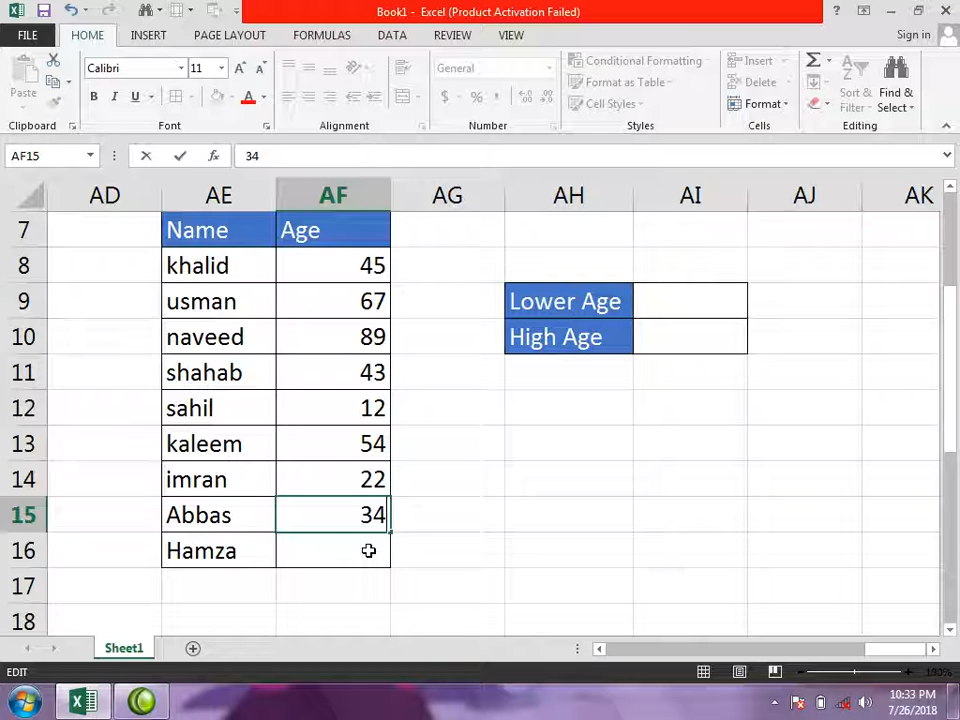 Book1 - Excel (Product Activation Failed)
FILE HOME INSERT PAGE LAYOUT FORMULAS DATA REVIEW VIEW Sign in
Calibri 11 General Conditional Formatting Insert
Paste B I U $ % Format as Table Delete Sort & Find &
Cell Styles Format Filter Select
Clipboard Font Alignment Number Styles Cells Editing
AF15 34
AD AE AF AG AH AI AJ AK
7 Name Age
8 khalid 45
9 usman 67 Lower Age
10 naveed 89 High Age
11 shahab 43
12 sahil 12
13 kaleem 54
14 imran 22
15 Abbas 34
16 Hamza
17
18
Sheet1
EDIT 190%
10:33 PM
7/26/2018